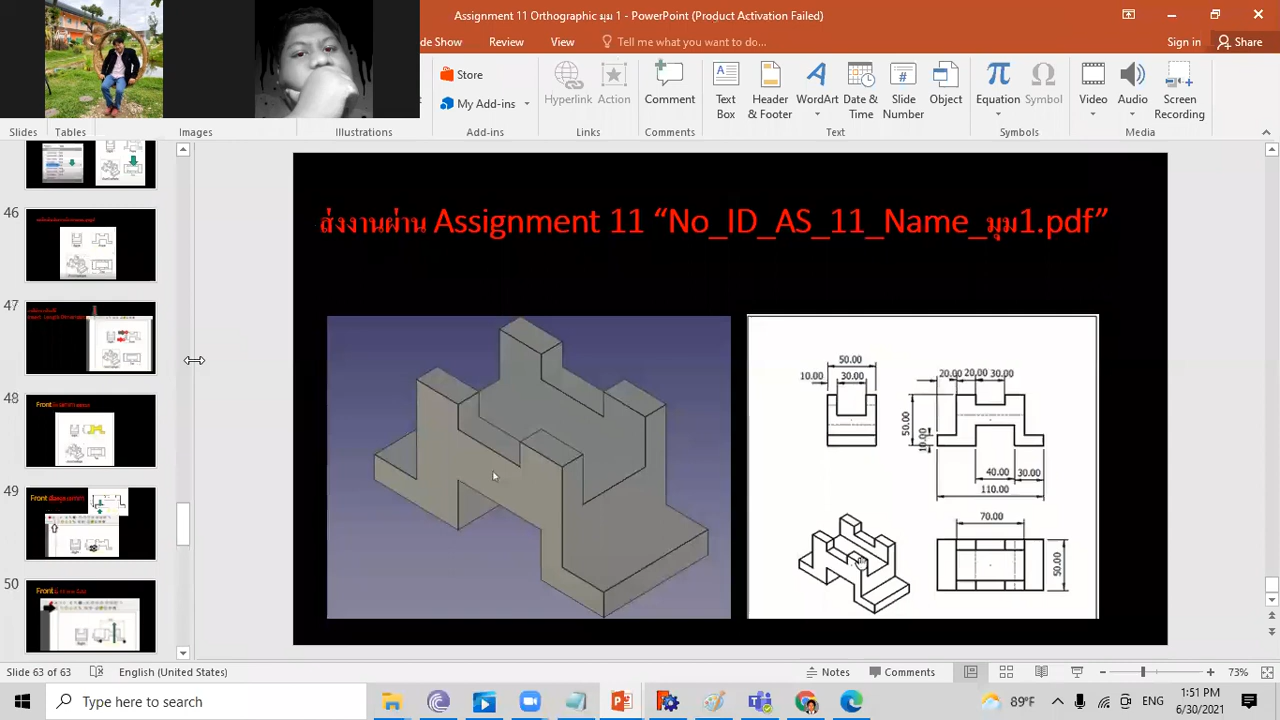 Assignment 11 Orthographic มุม 1 - PowerPoint (Product Activation Failed)
de Show Review View Tell me what you want to do... Sign in Share
Store
My Add-ins
Hyperlink Action Comment
Text Box
Header & Footer
WordArt
Date & Time
Slide Number
Object
Equation Symbol
Video Audio
Screen Recording
Slides Tables Images Illustrations Add-ins Links Comments Text Symbols Media
46
47
48
49
50
ส่งงานผ่าน Assignment 11 “No_ID_AS_11_Name_มุม1.pdf”
50.00
10.00 30.00
20.00 20.00 30.00
50.00
10.00
40.00 30.00
110.00
70.00
50.00
Slide 63 of 63 English (United States) Notes Comments 73%
Type here to search 89°F ENG
1:51 PM
6/30/2021